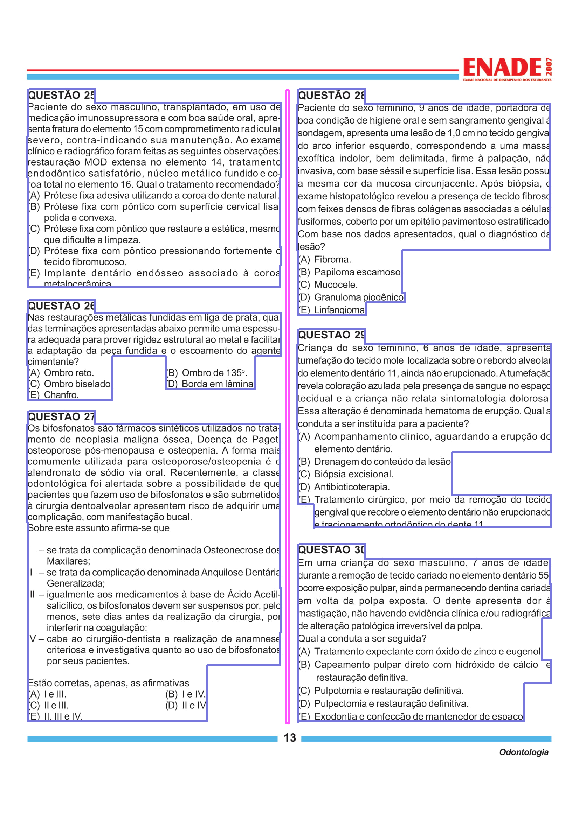 ENADE 2007
EXAME NACIONAL DE DESEMPENHO DOS ESTUDANTES
QUESTÃO 25
Paciente do sexo masculino, transplantado, em uso de
medicação imunossupressora e com boa saúde oral, apre-
senta fratura do elemento 15 com comprometimento radicular
severo, contra-indicando sua manutenção. Ao exame
clínico e radiográfico foram feitas as seguintes observações:
restauração MOD extensa no elemento 14, tratamento
endodôntico satisfatório, núcleo metálico fundido e co-
roa total no elemento 16. Qual o tratamento recomendado?
(A) Prótese fixa adesiva utilizando a coroa do dente natural.
(B) Prótese fixa com pôntico com superfície cervical lisa,
polida e convexa.
(C) Prótese fixa com pôntico que restaure a estética, mesmo
que dificulte a limpeza.
(D) Prótese fixa com pôntico pressionando fortemente o
tecido fibromucoso.
(E) Implante dentário endósseo associado à coroa
metalocerâmica.
QUESTÃO 26
Nas restaurações metálicas fundidas em liga de prata, qual
das terminações apresentadas abaixo permite uma espessu-
ra adequada para prover rigidez estrutural ao metal e facilitar
a adaptação da peça fundida e o escoamento do agente
cimentante?
(A) Ombro reto. (B) Ombro de 135º.
(C) Ombro biselado. (D) Borda em lâmina.
(E) Chanfro.
QUESTÃO 27
Os bifosfonatos são fármacos sintéticos utilizados no trata-
mento de neoplasia maligna óssea, Doença de Paget,
osteoporose pós-menopausa e osteopenia. A forma mais
comumente utilizada para osteoporose/osteopenia é o
alendronato de sódio via oral. Recentemente, a classe
odontológica foi alertada sobre a possibilidade de que
pacientes que fazem uso de bifosfonatos e são submetidos
à cirurgia dentoalveolar apresentem risco de adquirir uma
complicação, com manifestação bucal.
Sobre este assunto afirma-se que
I – se trata da complicação denominada Osteonecrose dos
Maxilares;
II – se trata da complicação denominada Anquilose Dentária
Generalizada;
III – igualmente aos medicamentos à base de Ácido Acetil-
salicílico, os bifosfonatos devem ser suspensos por, pelo
menos, sete dias antes da realização da cirurgia, por
interferir na coagulação;
IV – cabe ao cirurgião-dentista a realização de anamnese
criteriosa e investigativa quanto ao uso de bifosfonatos
por seus pacientes.
Estão corretas, apenas, as afirmativas
(A) I e III. (B) I e IV.
(C) II e III. (D) II e IV.
(E) II, III e IV.
QUESTÃO 28
Paciente do sexo feminino, 9 anos de idade, portadora de
boa condição de higiene oral e sem sangramento gengival à
sondagem, apresenta uma lesão de 1,0 cm no tecido gengival
do arco inferior esquerdo, correspondendo a uma massa
exofítica indolor, bem delimitada, firme à palpação, não
invasiva, com base séssil e superfície lisa. Essa lesão possui
a mesma cor da mucosa circunjacente. Após biópsia, o
exame histopatológico revelou a presença de tecido fibroso
com feixes densos de fibras colágenas associadas a células
fusiformes, coberto por um epitélio pavimentoso estratificado.
Com base nos dados apresentados, qual o diagnóstico da
lesão?
(A) Fibroma.
(B) Papiloma escamoso.
(C) Mucocele.
(D) Granuloma piogênico.
(E) Linfangioma.
QUESTÃO 29
Criança do sexo feminino, 6 anos de idade, apresenta
tumefação do tecido mole, localizada sobre o rebordo alveolar
do elemento dentário 11, ainda não erupcionado. A tumefação
revela coloração azulada pela presença de sangue no espaço
tecidual e a criança não relata sintomatologia dolorosa.
Essa alteração é denominada hematoma de erupção. Qual a
conduta a ser instituída para a paciente?
(A) Acompanhamento clínico, aguardando a erupção do
elemento dentário.
(B) Drenagem do conteúdo da lesão.
(C) Biópsia excisional.
(D) Antibioticoterapia.
(E) Tratamento cirúrgico, por meio da remoção do tecido
gengival que recobre o elemento dentário não erupcionado
e tracionamento ortodôntico do dente 11.
QUESTÃO 30
Em uma criança do sexo masculino, 7 anos de idade,
durante a remoção de tecido cariado no elemento dentário 55,
ocorre exposição pulpar, ainda permanecendo dentina cariada
em volta da polpa exposta. O dente apresenta dor à
mastigação, não havendo evidência clínica e/ou radiográfica
de alteração patológica irreversível da polpa.
Qual a conduta a ser seguida?
(A) Tratamento expectante com óxido de zinco e eugenol.
(B) Capeamento pulpar direto com hidróxido de cálcio e
restauração definitiva.
(C) Pulpotomia e restauração definitiva.
(D) Pulpectomia e restauração definitiva.
(E) Exodontia e confecção de mantenedor de espaço.
13
Odontologia